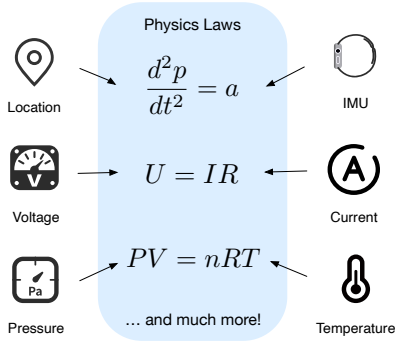 Physics Laws
Location
d²p/dt² = a
IMU
V
Voltage
U = IR
A
Current
Pa
Pressure
PV = nRT
Temperature
… and much more!